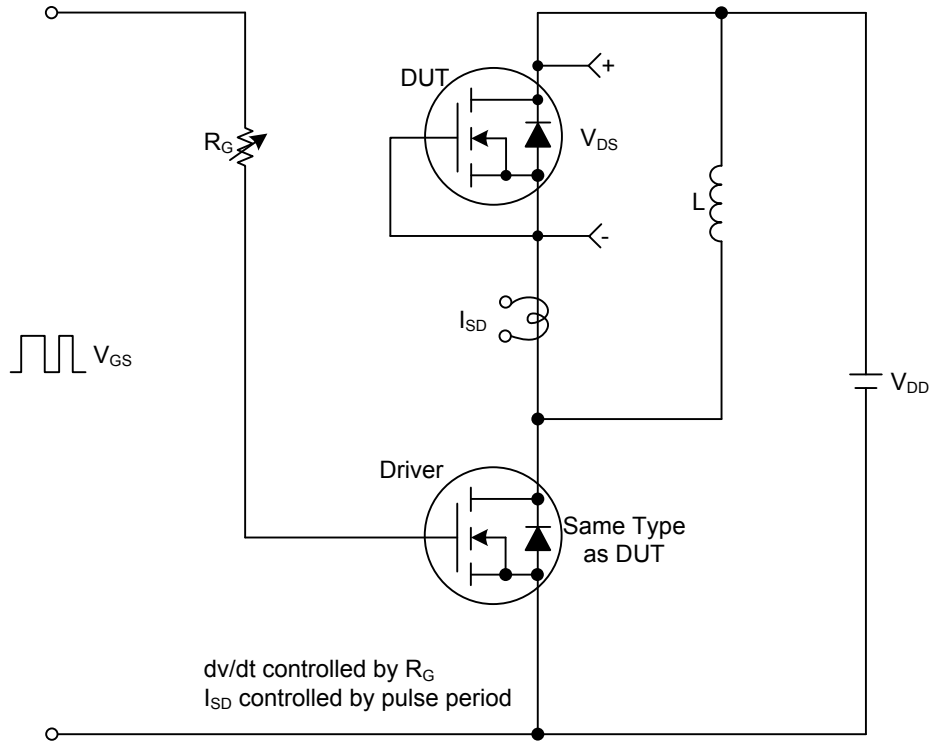 DUT
+
R_G
V_DS
L
-
I_SD
V_GS
V_DD
Driver
Same Type
as DUT
dv/dt controlled by R_G
I_SD controlled by pulse period